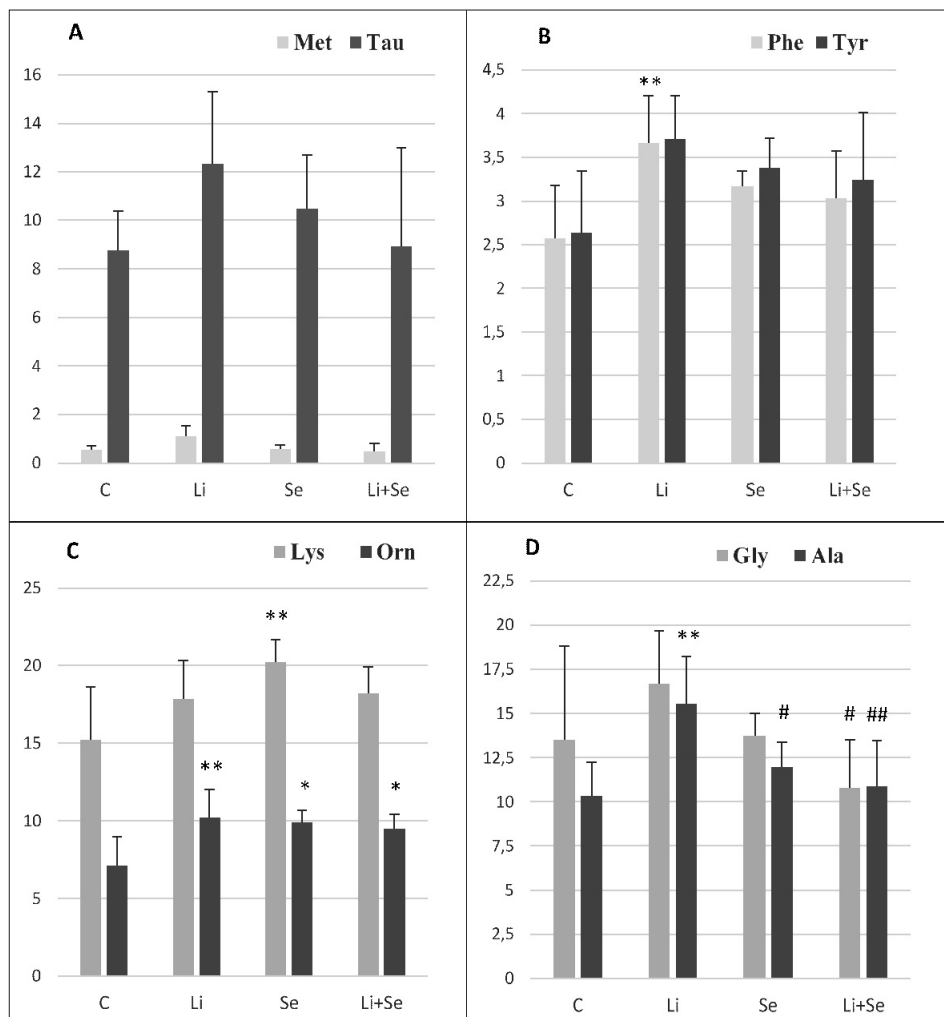 A
Met Tau
16
14
12
10
8
6
4
2
0
C Li Se Li+Se
B
Phe Tyr
4,5
4
3,5
3
2,5
2
1,5
1
0,5
0
**
C Li Se Li+Se
C
Lys Orn
25
20
15
10
5
0
**
** * *
C Li Se Li+Se
D
Gly Ala
22,5
20
17,5
15
12,5
10
7,5
5
2,5
0
**
# # ##
C Li Se Li+Se